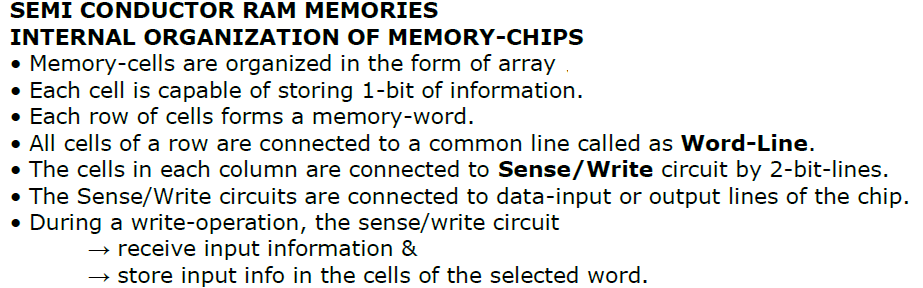 SEMI CONDUCTOR RAM MEMORIES
INTERNAL ORGANIZATION OF MEMORY-CHIPS
• Memory-cells are organized in the form of array .
• Each cell is capable of storing 1-bit of information.
• Each row of cells forms a memory-word.
• All cells of a row are connected to a common line called as Word-Line.
• The cells in each column are connected to Sense/Write circuit by 2-bit-lines.
• The Sense/Write circuits are connected to data-input or output lines of the chip.
• During a write-operation, the sense/write circuit
→ receive input information &
→ store input info in the cells of the selected word.